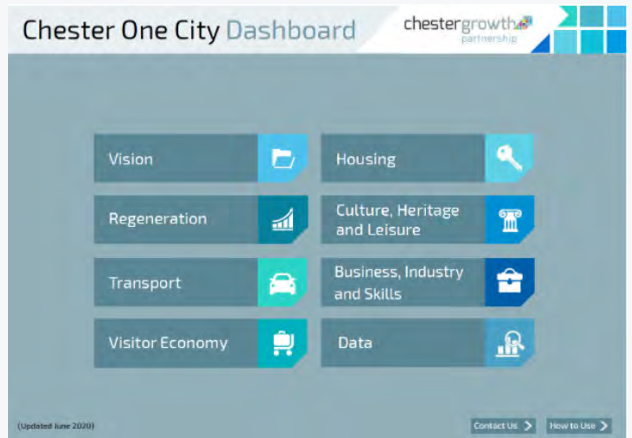 Chester One City Dashboard
chestergrowth
partnership
Vision
Housing
Regeneration
Culture, Heritage
and Leisure
Transport
Business, Industry
and Skills
Visitor Economy
Data
(Updated June 2020)
Contact Us
How to Use